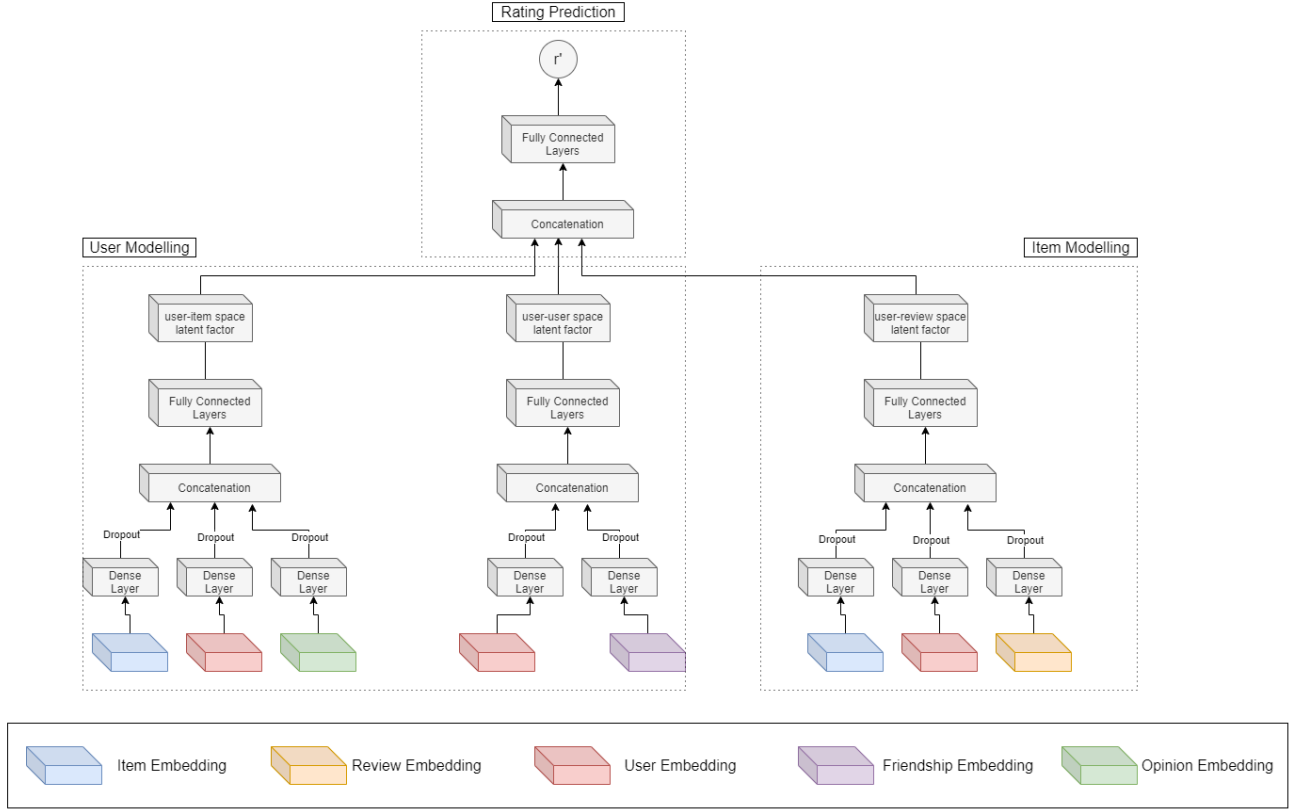 Rating Prediction
r'
Fully Connected
Layers
Concatenation
User Modelling
Item Modelling
user-item space
latent factor
user-user space
latent factor
user-review space
latent factor
Fully Connected
Layers
Fully Connected
Layers
Fully Connected
Layers
Concatenation
Concatenation
Concatenation
Dropout
Dropout
Dropout
Dropout
Dropout
Dropout
Dropout
Dropout
Dense
Layer
Dense
Layer
Dense
Layer
Dense
Layer
Dense
Layer
Dense
Layer
Dense
Layer
Dense
Layer
Item Embedding
Review Embedding
User Embedding
Friendship Embedding
Opinion Embedding